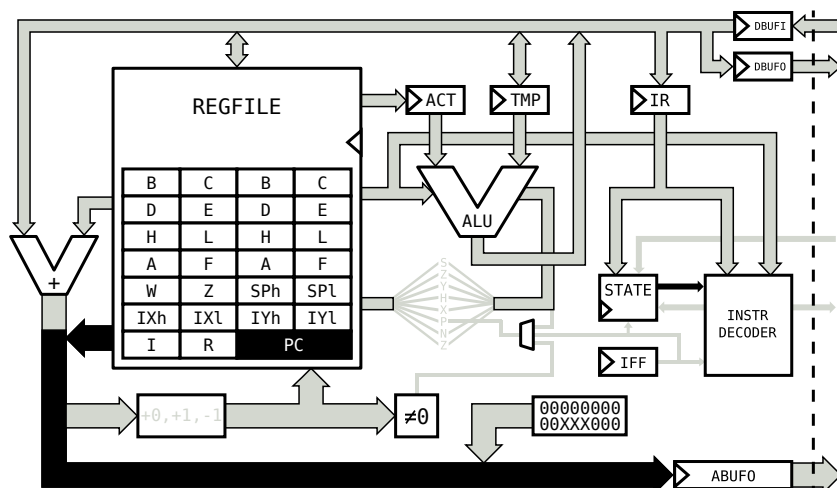 DBUFI
DBUFO
REGFILE
ACT
TMP
IR
B C B C
D E D E
H L H L
A F A F
W Z SPh SPl
IXh IXl IYh IYl
I R PC
ALU
+
S
Z
Y
H
X
P
N
Z
STATE
INSTR
DECODER
IFF
+0,+1,-1
≠0
00000000
00XXX000
ABUFO